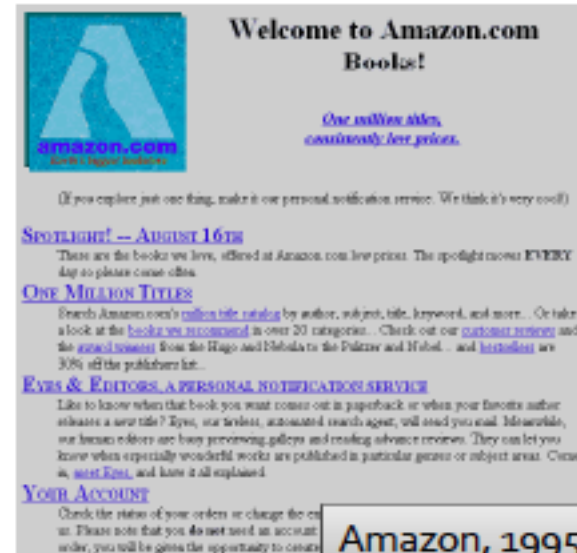 Welcome to Amazon.com
Books!
amazon.com
One million titles,
consistently low prices.
(If you explore just one thing, make it our personal notification service. We think it's very cool!)
SPOTLIGHT! -- AUGUST 16TH
These are the books we love, offered at Amazon.com low prices. The spotlight moves EVERY
day so please come often.
ONE MILLION TITLES
Search Amazon.com's million title catalog by author, subject, title, keyword, and more... Or take
a look at the books we recommend in over 20 categories... Check out our customer reviews and
the award winners from the Hugo and Nebula to the Pulitzer and Nobel... and bestsellers are
30% off the publishers list...
EYES & EDITORS, A PERSONAL NOTIFICATION SERVICE
Like to know when that book you want comes out in paperback or when your favorite author
releases a new title? Eyes, our tireless, automated search agent, will send you mail. Meanwhile,
our human editors are busy previewing galleys and reading advance reviews. They can let you
know when especially wonderful works are published in particular genres or subject areas. Come
in, meet Eyes, and have it all explained.
YOUR ACCOUNT
Check the status of your orders or change the
us. Please note that you do not need an account
order, you will be given the opportunity to create
Amazon, 1995